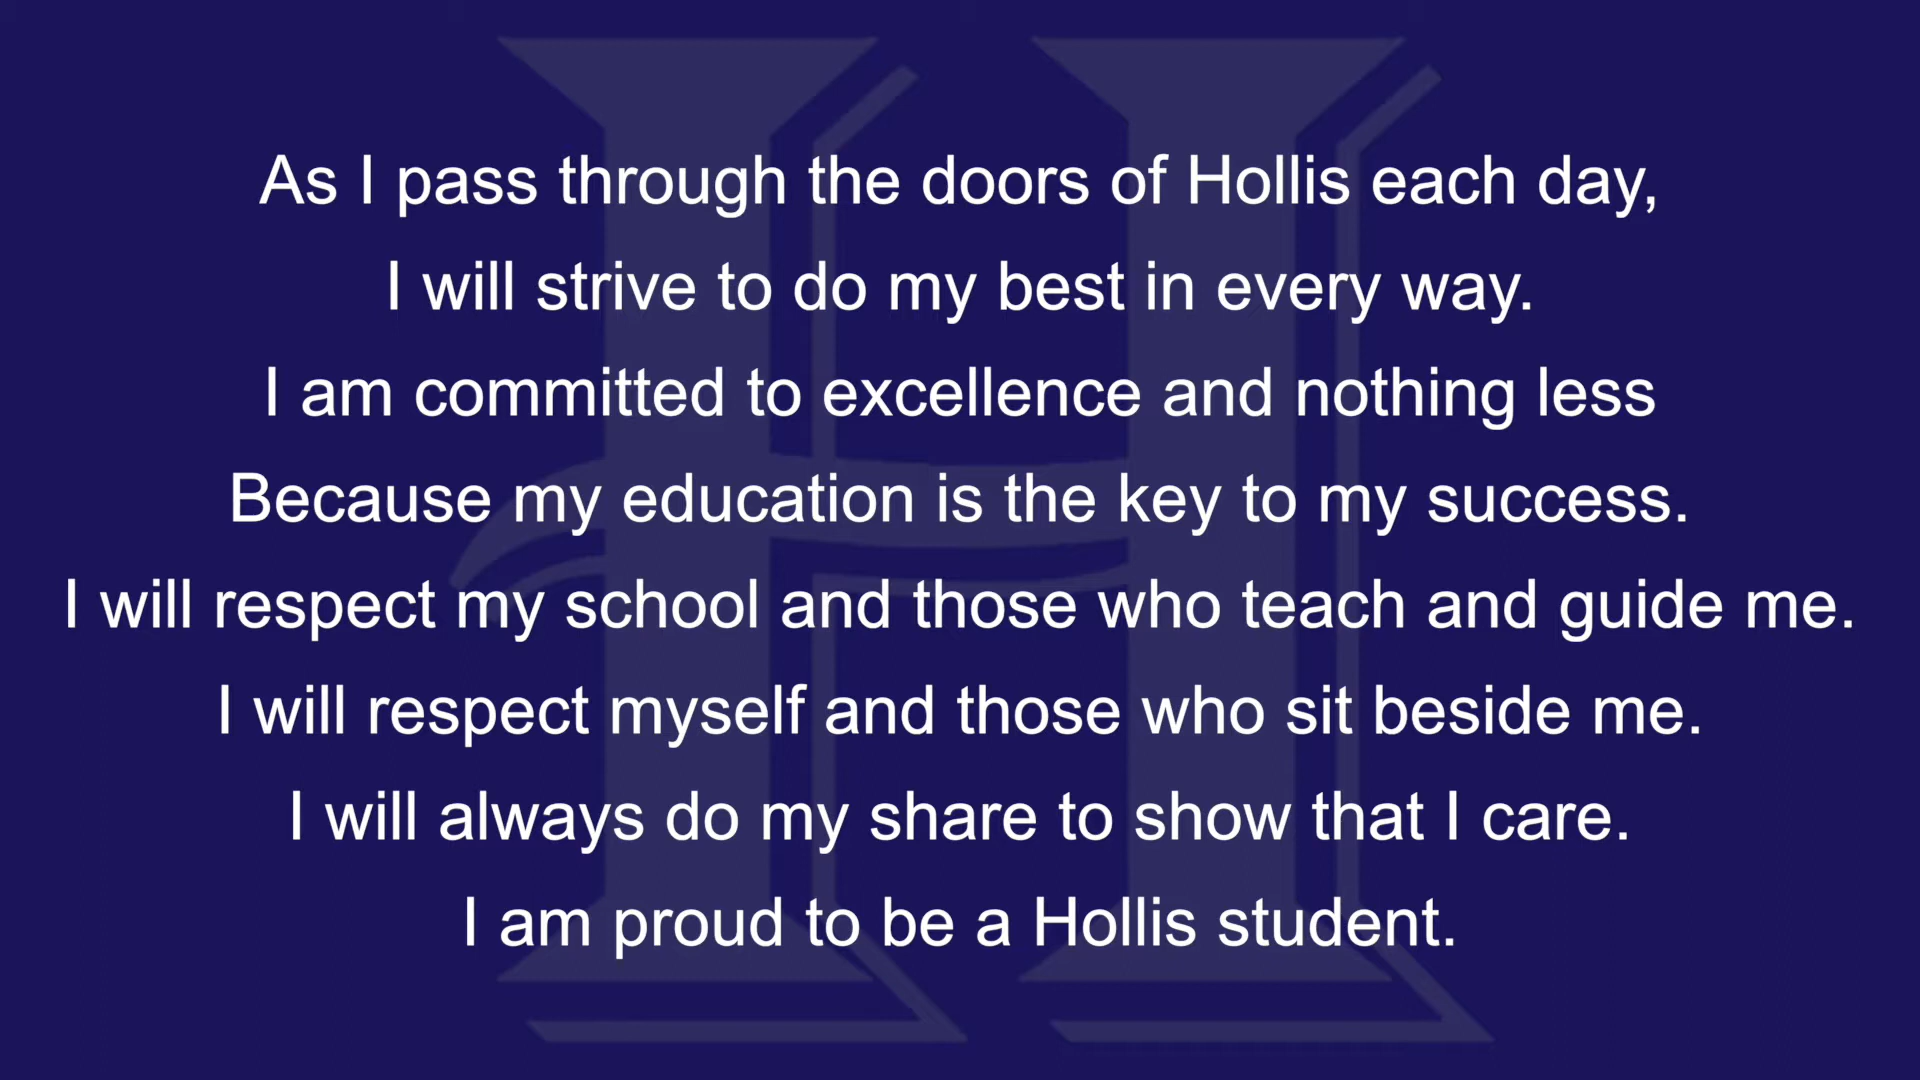 As I pass through the doors of Hollis each day,
I will strive to do my best in every way.
I am committed to excellence and nothing less
Because my education is the key to my success.
I will respect my school and those who teach and guide me.
I will respect myself and those who sit beside me.
I will always do my share to show that I care.
I am proud to be a Hollis student.